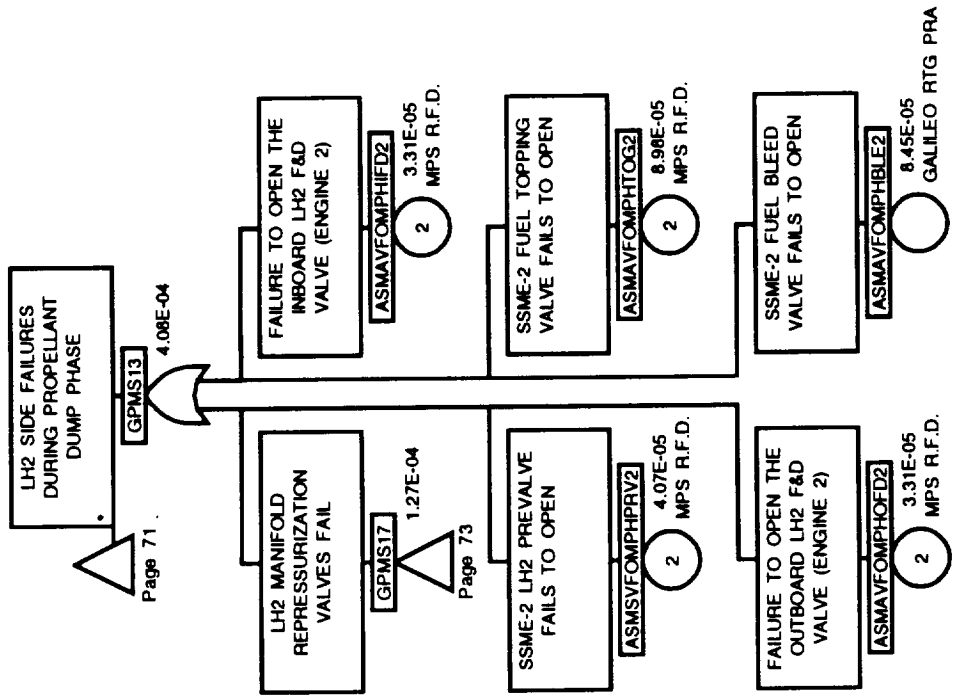 LH2 SIDE FAILURES
DURING PROPELLANT
DUMP PHASE
GPMS13
4.08E-04
Page 71
LH2 MANIFOLD
REPRESSURIZATION
VALVES FAIL
GPMS17
1.27E-04
Page 73
FAILURE TO OPEN THE
INBOARD LH2 F&D
VALVE (ENGINE 2)
ASMAVFOMPHIFD2
3.31E-05
MPS R.F.D.
2
SSME-2 LH2 PREVALVE
FAILS TO OPEN
ASMSVFOMPHPRV2
4.07E-05
MPS R.F.D.
2
SSME-2 FUEL TOPPING
VALVE FAILS TO OPEN
ASMAVFOMPHTOG2
8.98E-05
MPS R.F.D.
2
FAILURE TO OPEN THE
OUTBOARD LH2 F&D
VALVE (ENGINE 2)
ASMAVFOMPHOFD2
3.31E-05
MPS R.F.D.
2
SSME-2 FUEL BLEED
VALVE FAILS TO OPEN
ASMAVFOMPHBLE2
8.45E-05
GALILEO RTG PRA